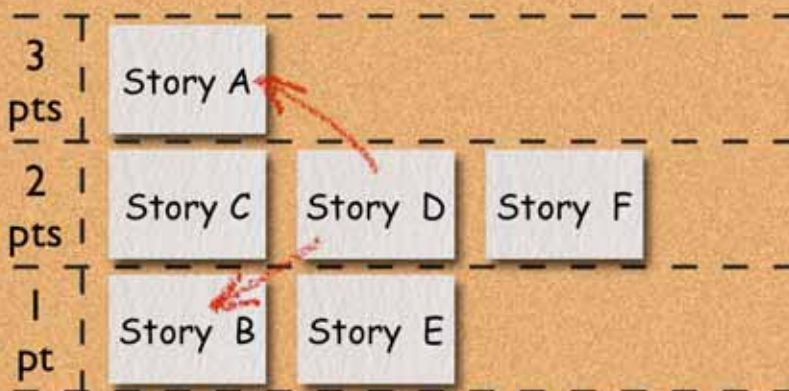 3
pts
Story A
2
pts
Story C
Story D
Story F
1
pt
Story B
Story E